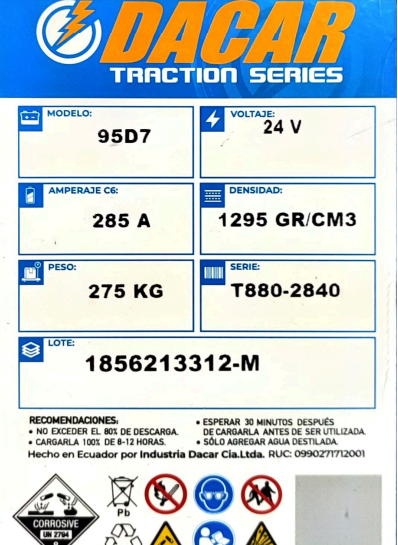 DACAR
TRACTION SERIES
MODELO:
95D7
VOLTAJE:
24 V
AMPERAJE C6:
285 A
DENSIDAD:
1295 GR/CM3
PESO:
275 KG
SERIE:
T880-2840
LOTE:
1856213312-M
RECOMENDACIONES:
• NO EXCEDER EL 80% DE DESCARGA.
• CARGARLA 100% DE 8-12 HORAS.
• ESPERAR 30 MINUTOS DESPUÉS
DE CARGARLA ANTES DE SER UTILIZADA.
• SÓLO AGREGAR AGUA DESTILADA.
Hecho en Ecuador por Industria Dacar Cia.Ltda. RUC: 0990271712001
CORROSIVE
UN 2794
8
Pb